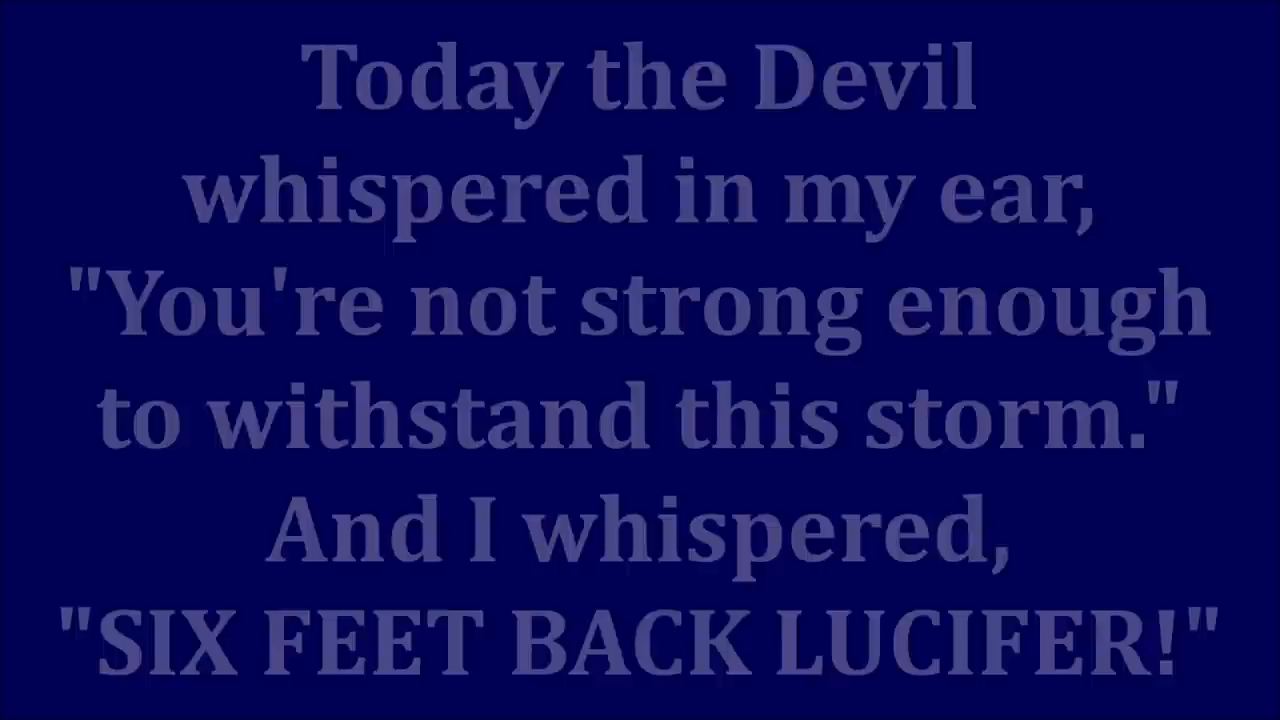 Today the Devil
whispered in my ear,
"You're not strong enough
to withstand this storm."
And I whispered,
"SIX FEET BACK LUCIFER!"